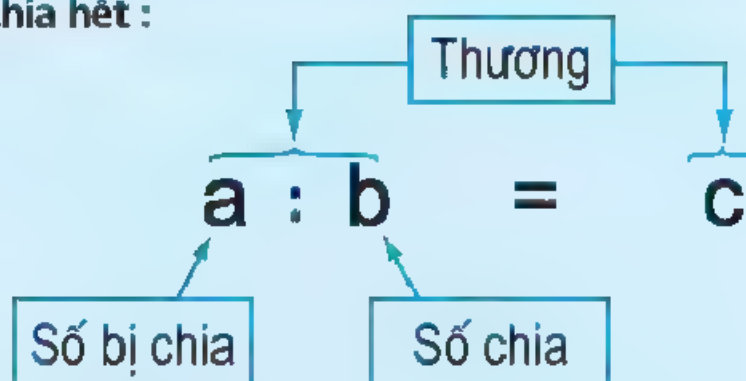 hia hết :
Thương
a : b = c
Số bị chia
Số chia